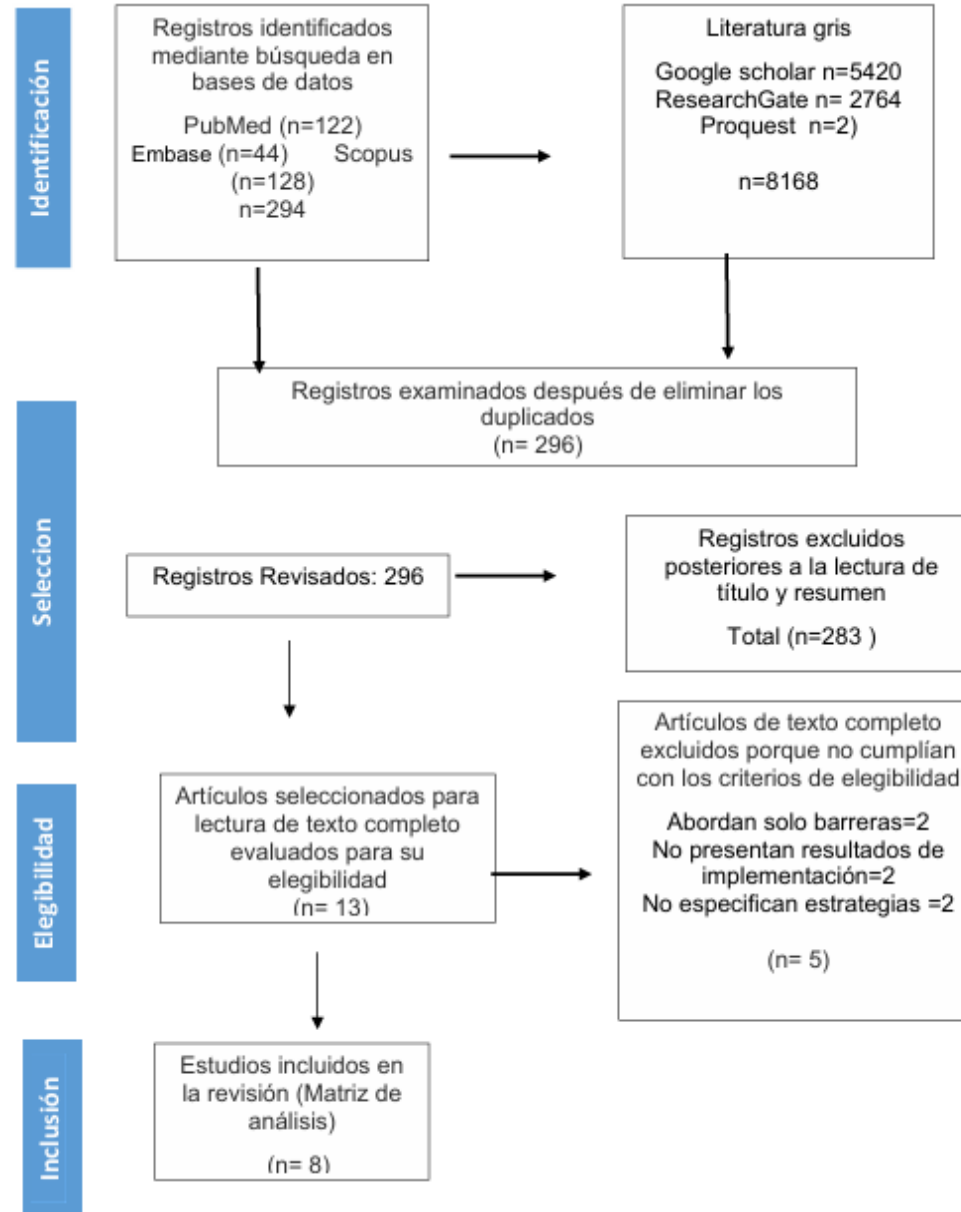 Identificación
Registros identificados
mediante búsqueda en
bases de datos
PubMed (n=122)
Embase (n=44) Scopus
(n=128)
n=294
Literatura gris
Google scholar n=5420
ResearchGate n= 2764
Proquest n=2)
n=8168
Seleccion
Registros examinados después de eliminar los
duplicados
(n= 296)
Registros Revisados: 296
Registros excluidos
posteriores a la lectura de
título y resumen
Total (n=283 )
Elegibilidad
Artículos seleccionados para
lectura de texto completo
evaluados para su
elegibilidad
(n= 13)
Artículos de texto completo
excluidos porque no cumplían
con los criterios de elegibilidad
Abordan solo barreras=2
No presentan resultados de
implementación=2
No especifican estrategias =2
(n= 5)
Inclusión
Estudios incluidos en
la revisión (Matriz de
análisis)
(n= 8)